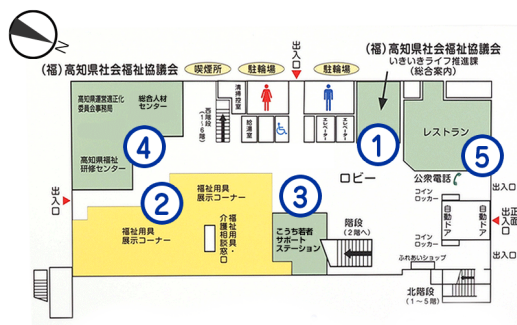 N
(福)高知県社会福祉協議会
喫煙所
駐輪場
出入口
駐輪場
(福)高知県社会福祉協議会
いきいきライフ推進課
(総合案内)
高知県運営適正化
委員会事務局
総合人材
センター
高知県福祉
研修センター
4
西階段
(1〜6階)
清掃控室
給湯室
エレベーター
エレベーター
1
レストラン
5
ロビー
公衆電話
コイン
ロッカー
自動ドア
自動ドア
コイン
ロッカー
出入口
正面
出入口
出入口
ふれあいショップ
北階段
(1〜5階)
出入口
2
福祉用具
展示コーナー
福祉用具
展示コーナー
福祉用具・
介護相談窓口
3
こうち若者
サポート
ステーション
階段
(2階へ)